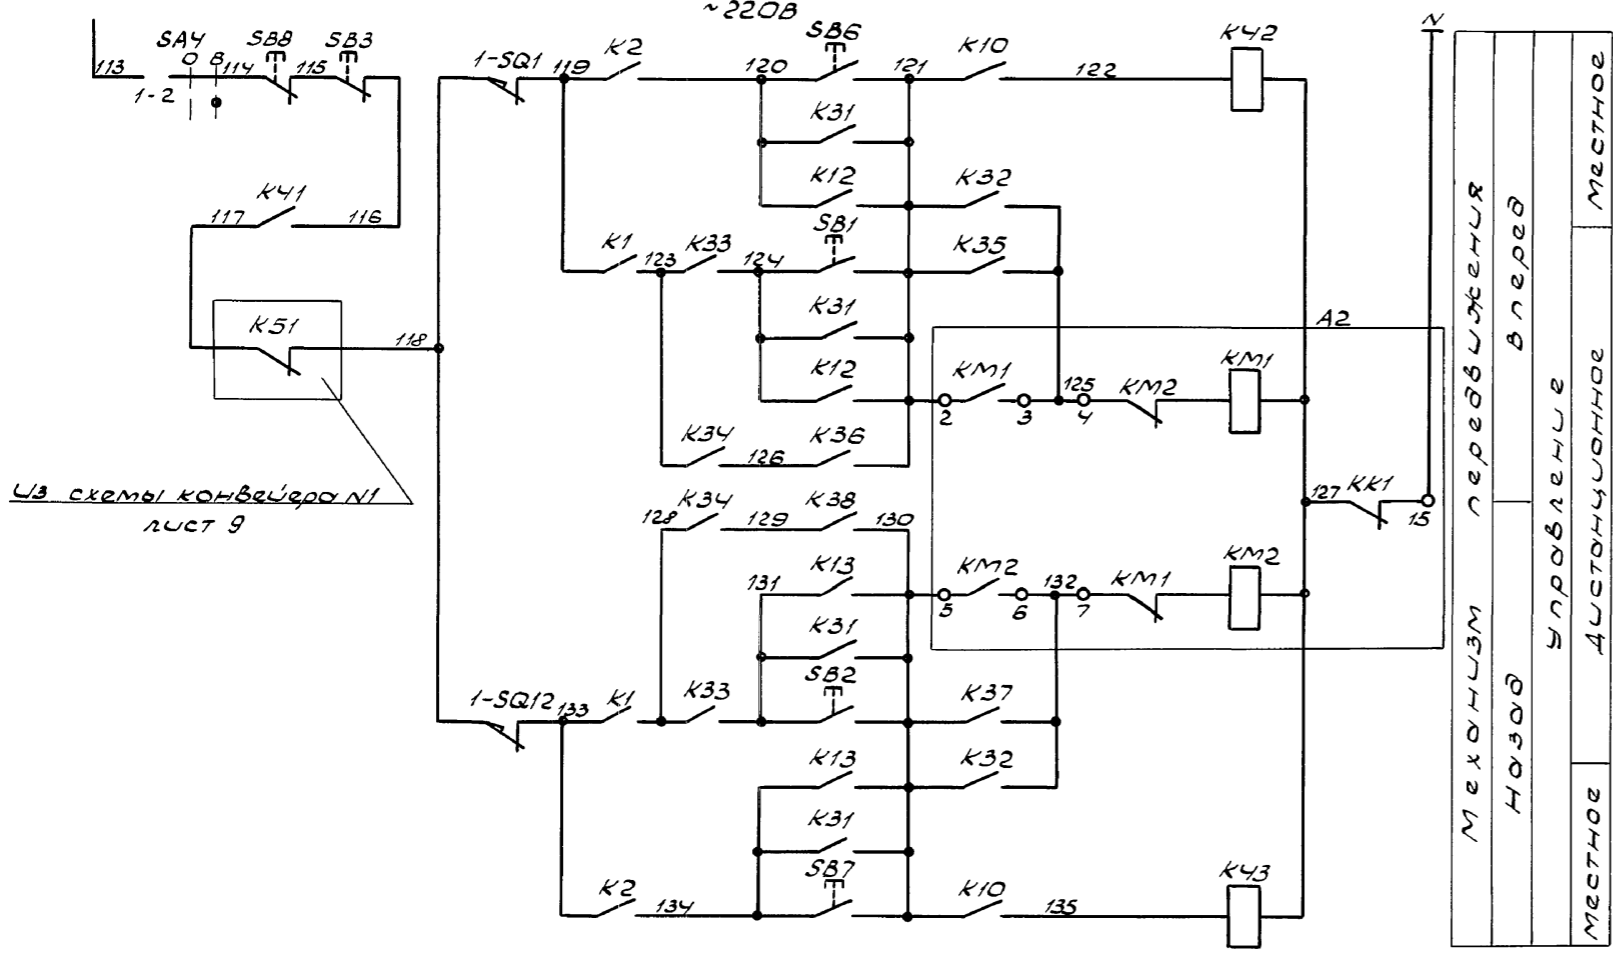 ~220В
113
SA4
0 В
1-2
114
SB8
115
SB3
1-SQ1
119
K2
120
SB6
121
K10
122
K42
N
K31
K12
K32
117
K41
116
K1
123
K33
124
SB1
K35
K31
K51
118
A2
K12
KM1
2
3
125
4
KM2
KM1
K34
126
K36
Из схемы конвейера N1
лист 9
127
KK1
15
128
K34
129
K38
130
131
K13
KM2
5
6
132
7
KM1
KM2
K31
1-SQ12
133
K1
K33
SB2
K37
K13
K32
K31
K2
134
SB7
K10
135
K43
Механизм передвижения
Назад
Вперед
Управление
Местное
Дистанционное
Местное